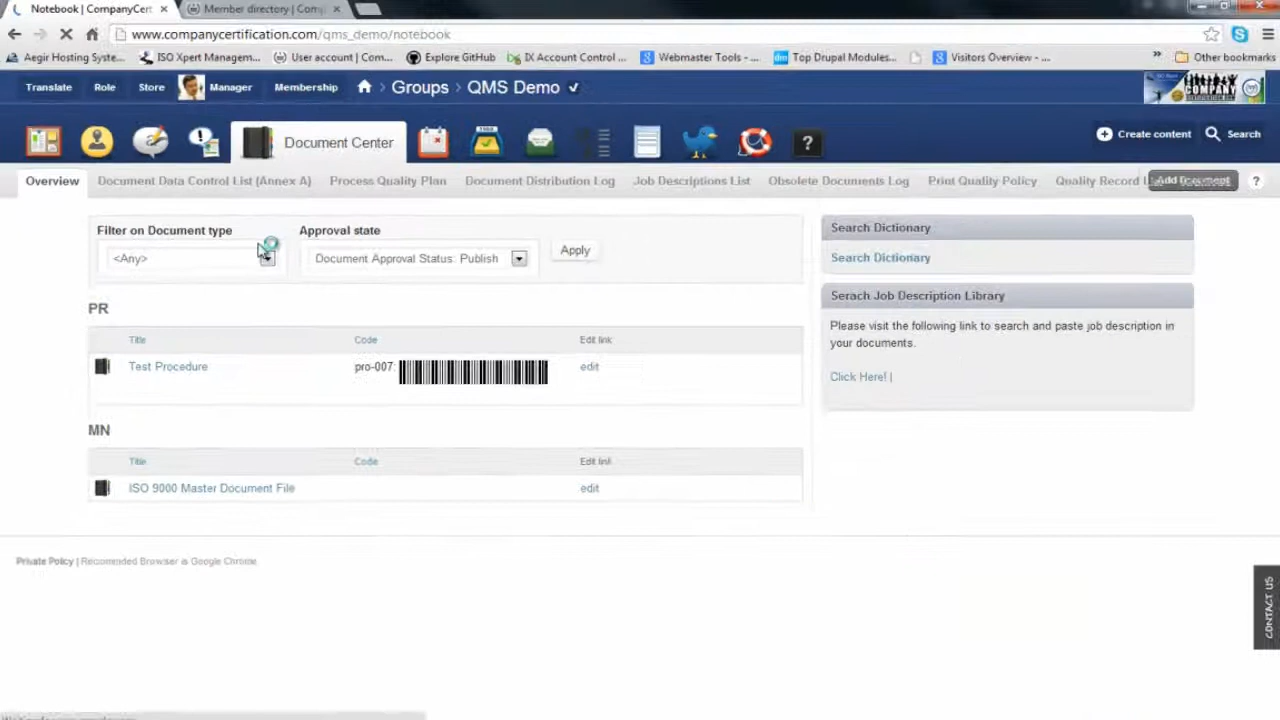 Notebook | CompanyCert
Member directory | Comp
www.companycertification.com/qms_demo/notebook
Aegir Hosting Syste...
ISO Xpert Managem...
User account | Com...
Explore GitHub
IX Account Control ...
Webmaster Tools - ...
Top Drupal Modules...
Visitors Overview - ...
Other bookmarks
Translate
Role
Store
Manager
Membership
Groups
QMS Demo
COMPANY
Document Center
?
Create content
Search
Overview
Document Data Control List (Annex A)
Process Quality Plan
Document Distribution Log
Job Descriptions List
Obsolete Documents Log
Print Quality Policy
Quality Record
Add Document
?
Filter on Document type
<Any>
Approval state
Document Approval Status: Publish
Apply
Search Dictionary
Search Dictionary
PR
Title
Code
Edit link
Test Procedure
pro-007:
edit
Serach Job Description Library
Please visit the following link to search and paste job description in
your documents.
Click Here! |
MN
Title
Code
Edit link
ISO 9000 Master Document File
edit
Private Policy | Recomended Browser is Google Chrome
CONTACT US